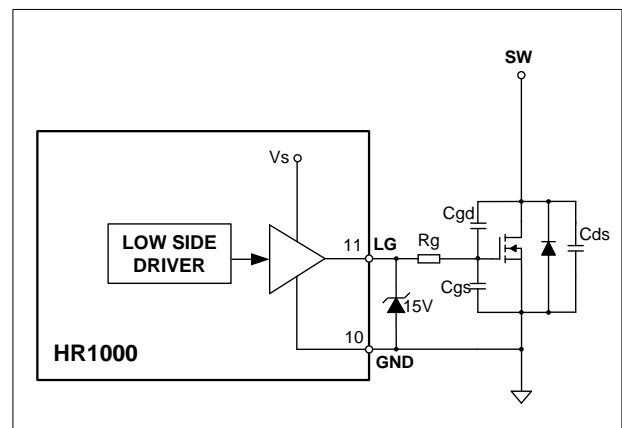 SW
Vs
Cgd
Cds
LOW SIDE
DRIVER
11
LG
Rg
Cgs
15V
10
GND
HR1000